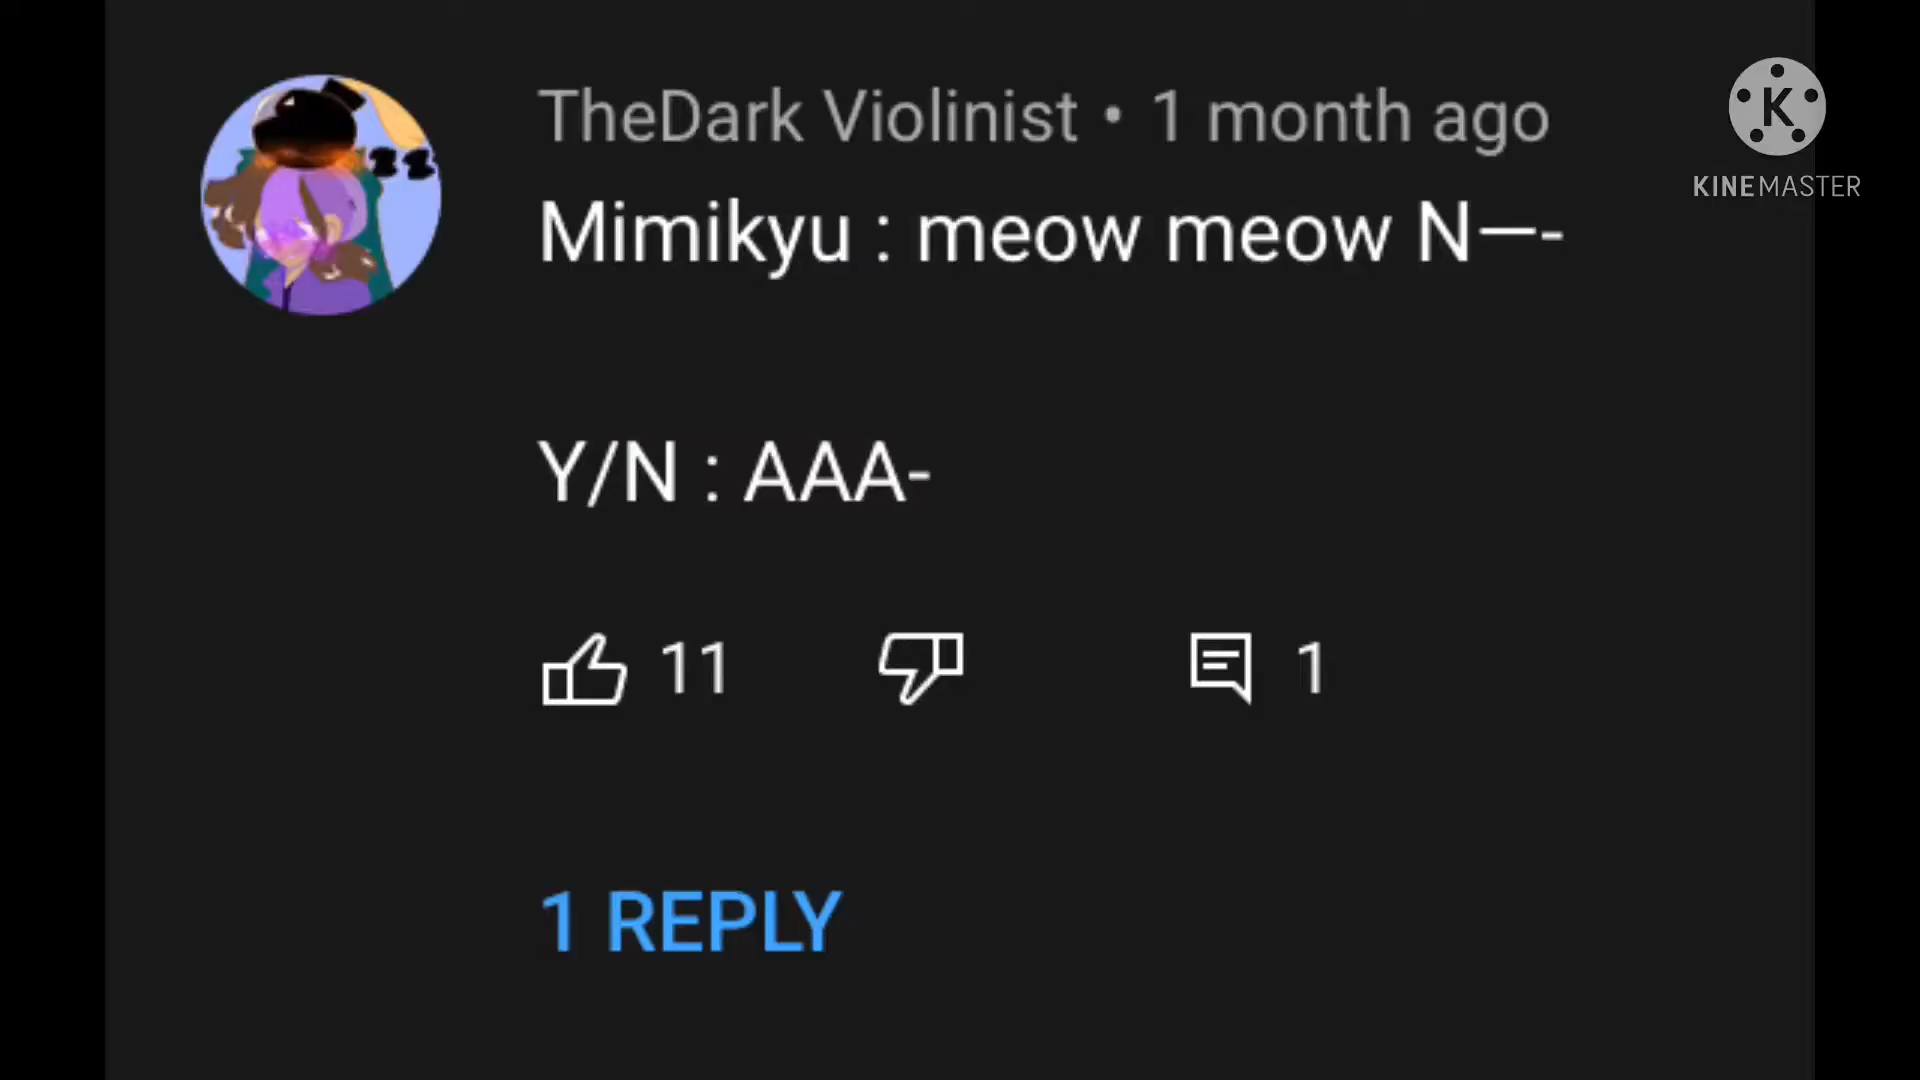 TheDark Violinist • 1 month ago
Mimikyu : meow meow N—-
Y/N : AAA-
11 1
1 REPLY
K
KINEMASTER